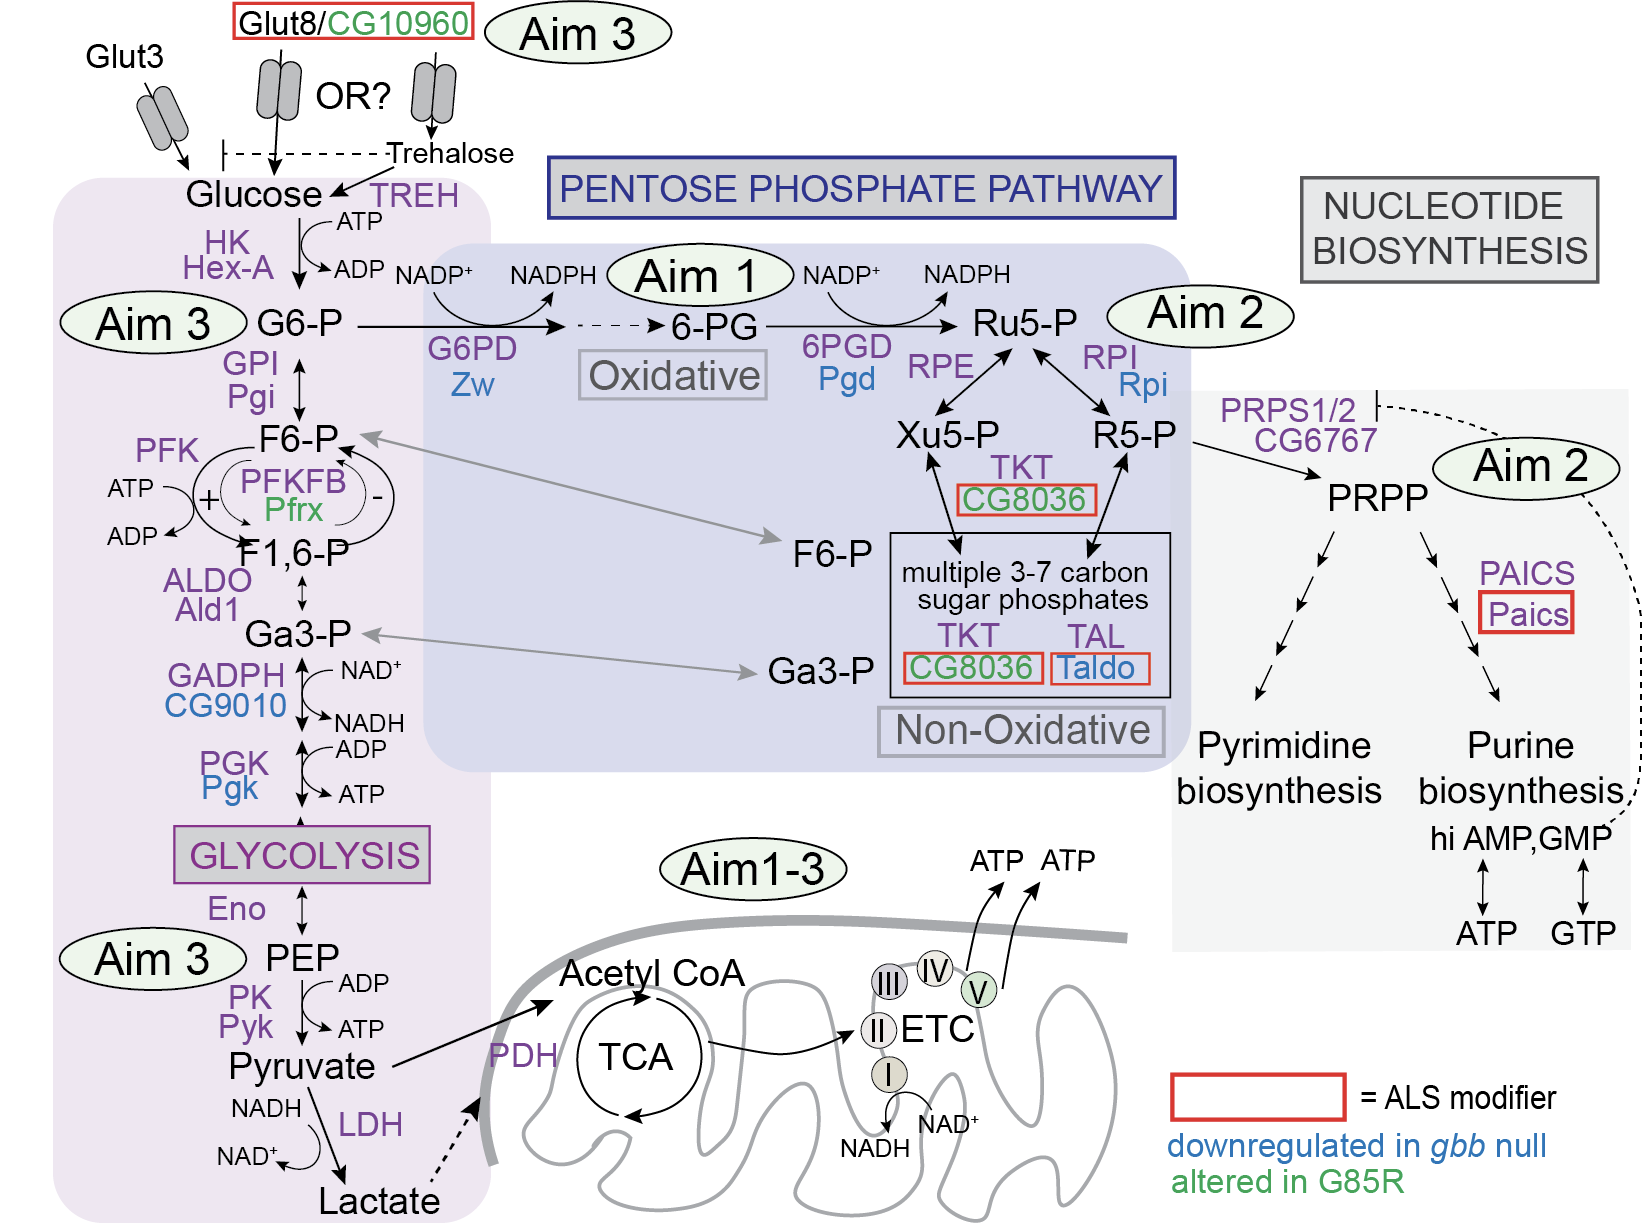 Glut8/CG10960
Aim 3
Glut3
OR?
Trehalose
Glucose
TREH
PENTOSE PHOSPHATE PATHWAY
NUCLEOTIDE
BIOSYNTHESIS
ATP
HK
Hex-A
ADP
NADP+
NADPH
Aim 1
NADP+
NADPH
Aim 3
G6-P
6-PG
Ru5-P
Aim 2
G6PD
Zw
Oxidative
6PGD
Pgd
RPE
RPI
Rpi
GPI
Pgi
F6-P
Xu5-P
R5-P
PRPS1/2
CG6767
Aim 2
PRPP
PFK
ATP
ADP
+
PFKFB
Pfrx
-
F1,6-P
TKT
CG8036
F6-P
multiple 3-7 carbon
sugar phosphates
TKT
CG8036
TAL
Taldo
PAICS
Paics
ALDO
Ald1
Ga3-P
Ga3-P
GADPH
CG9010
NAD+
NADH
Non-Oxidative
Pyrimidine
biosynthesis
Purine
biosynthesis
hi AMP,GMP
ATP
GTP
PGK
Pgk
ADP
ATP
GLYCOLYSIS
Eno
Aim 3
PEP
PK
Pyk
ADP
ATP
Pyruvate
NADH
NAD+
LDH
Lactate
Aim1-3
ATP
ATP
Acetyl CoA
PDH
TCA
III
IV
V
II
ETC
I
NADH
NAD+
= ALS modifier
downregulated in gbb null
altered in G85R